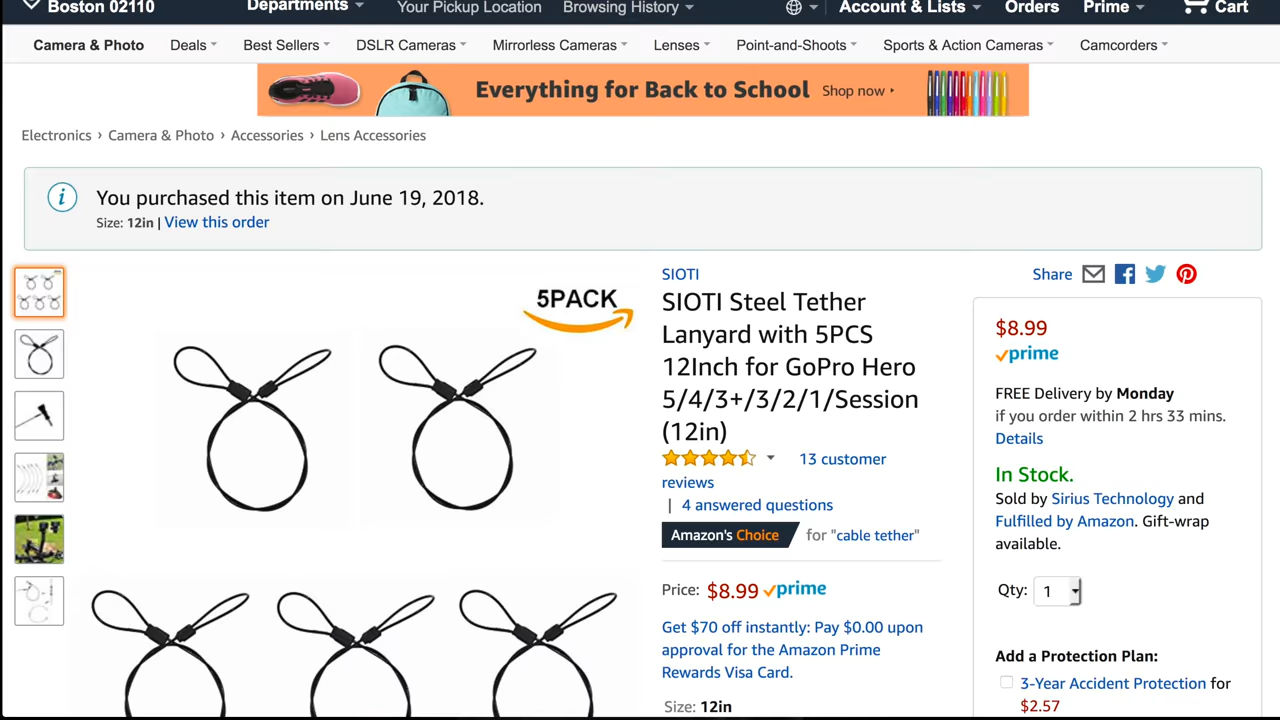 Boston 02110
Departments
Your Pickup Location
Browsing History
Account & Lists
Orders
Prime
Cart
Camera & Photo
Deals
Best Sellers
DSLR Cameras
Mirrorless Cameras
Lenses
Point-and-Shoots
Sports & Action Cameras
Camcorders
Everything for Back to School
Shop now
Electronics › Camera & Photo › Accessories › Lens Accessories
You purchased this item on June 19, 2018.
Size: 12in | View this order
5PACK
SIOTI
SIOTI Steel Tether
Lanyard with 5PCS
12Inch for GoPro Hero
5/4/3+/3/2/1/Session
(12in)
13 customer
reviews
| 4 answered questions
Amazon's Choice for "cable tether"
Price: $8.99 prime
Get $70 off instantly: Pay $0.00 upon
approval for the Amazon Prime
Rewards Visa Card.
Size: 12in
Share
$8.99
prime
FREE Delivery by Monday
if you order within 2 hrs 33 mins.
Details
In Stock.
Sold by Sirius Technology and
Fulfilled by Amazon. Gift-wrap
available.
Qty: 1
Add a Protection Plan:
3-Year Accident Protection for
$2.57